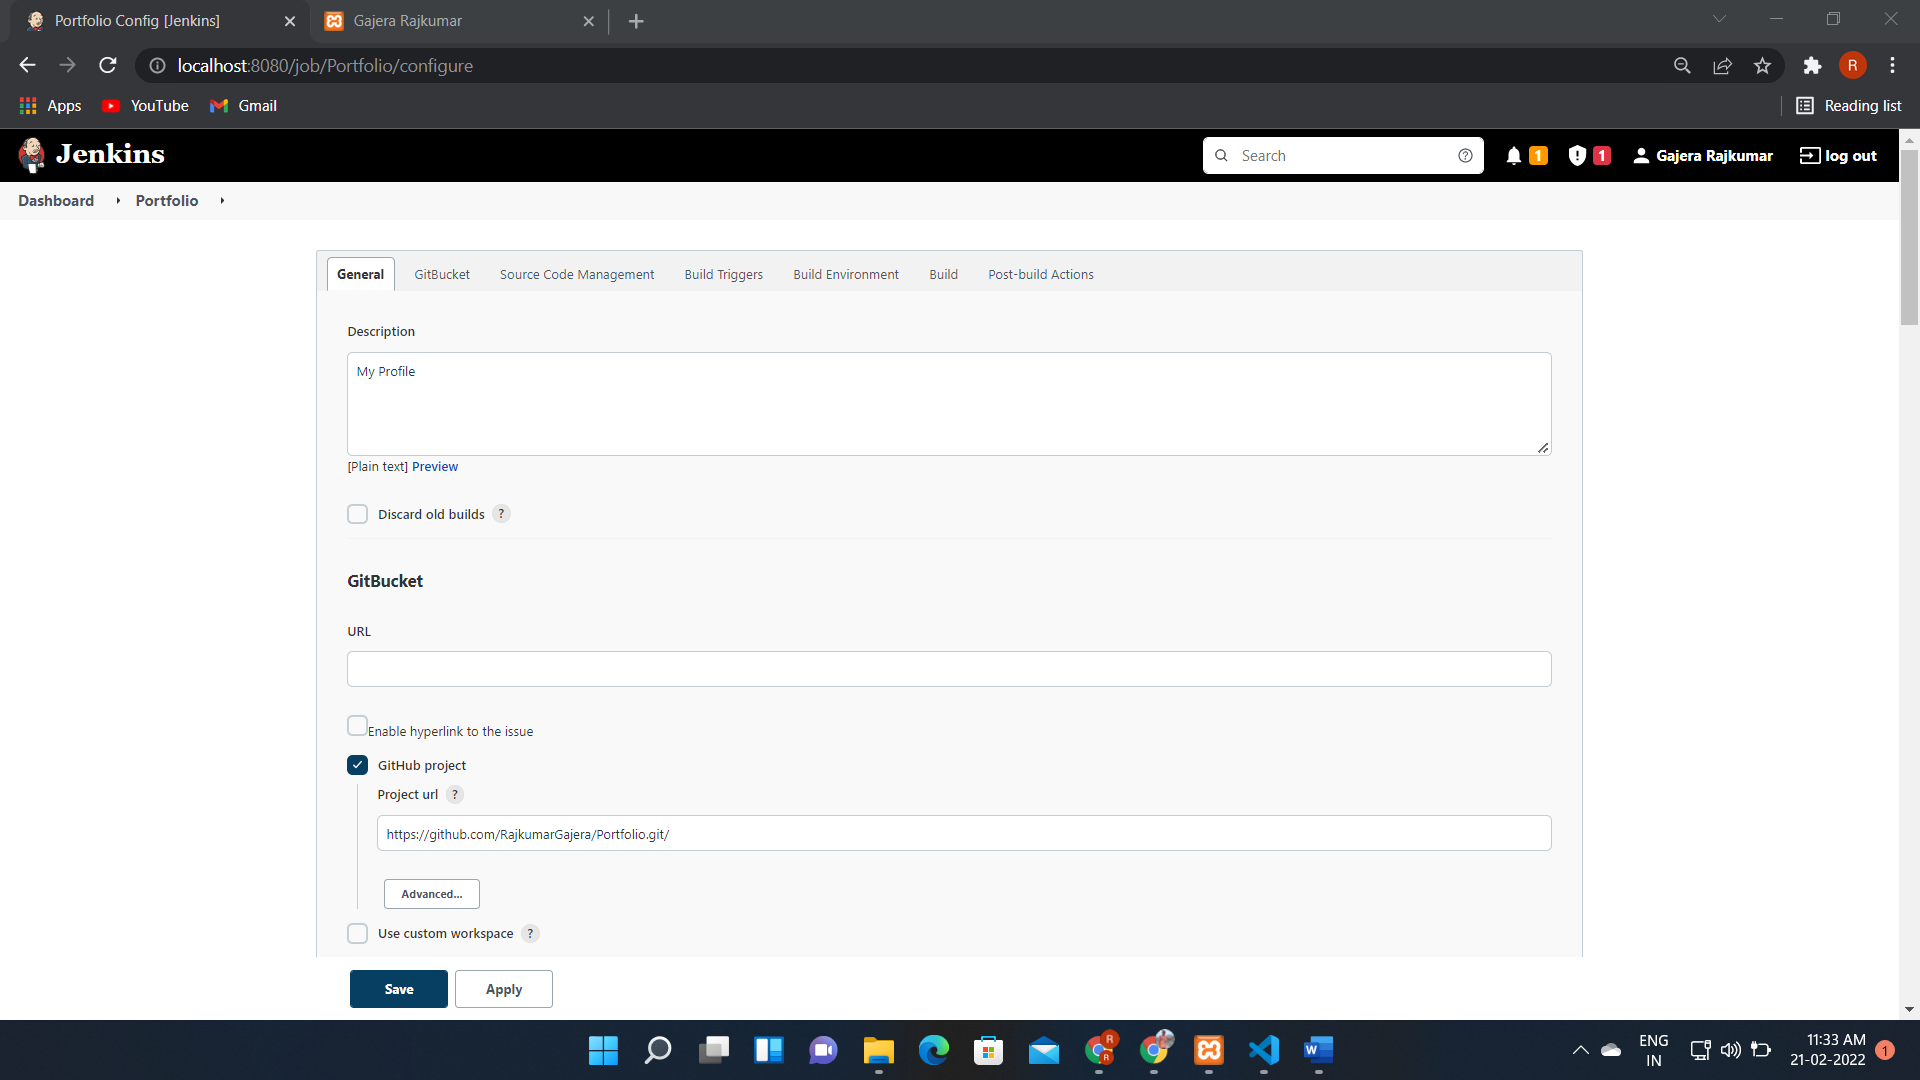 Portfolio Config [Jenkins]
Gajera Rajkumar
localhost:8080/job/Portfolio/configure
R
Apps
YouTube
Gmail
Reading list
Jenkins
Search
1
1
Gajera Rajkumar
log out
Dashboard
Portfolio
General
GitBucket
Source Code Management
Build Triggers
Build Environment
Build
Post-build Actions
Description
My Profile
[Plain text] Preview
Discard old builds ?
GitBucket
URL
Enable hyperlink to the issue
GitHub project
Project url ?
https://github.com/RajkumarGajera/Portfolio.git/
Advanced...
Use custom workspace ?
Save
Apply
R
R
W
ENG
IN
11:33 AM
21-02-2022
1